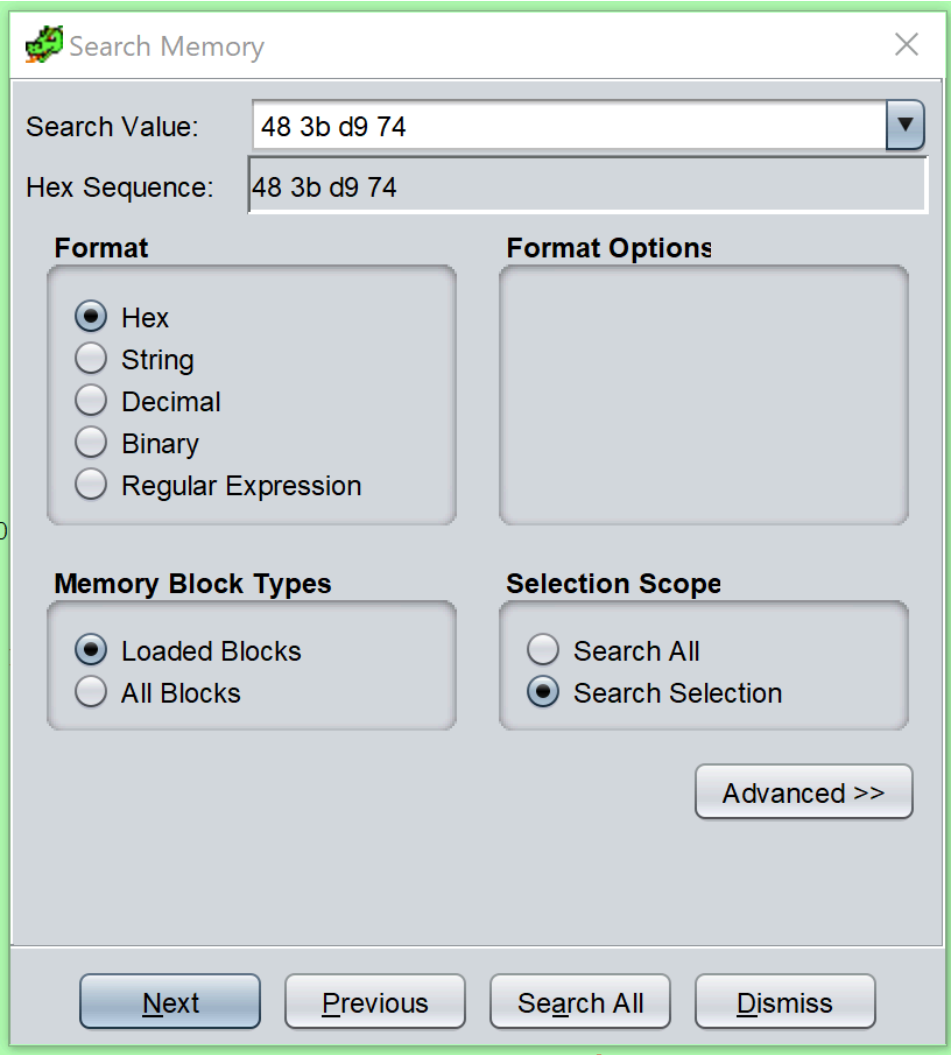 Search Memory
Search Value: 48 3b d9 74
Hex Sequence: 48 3b d9 74
Format Format Options
Hex
String
Decimal
Binary
Regular Expression
Memory Block Types Selection Scope
Loaded Blocks Search All
All Blocks Search Selection
Advanced >>
Next Previous Search All Dismiss